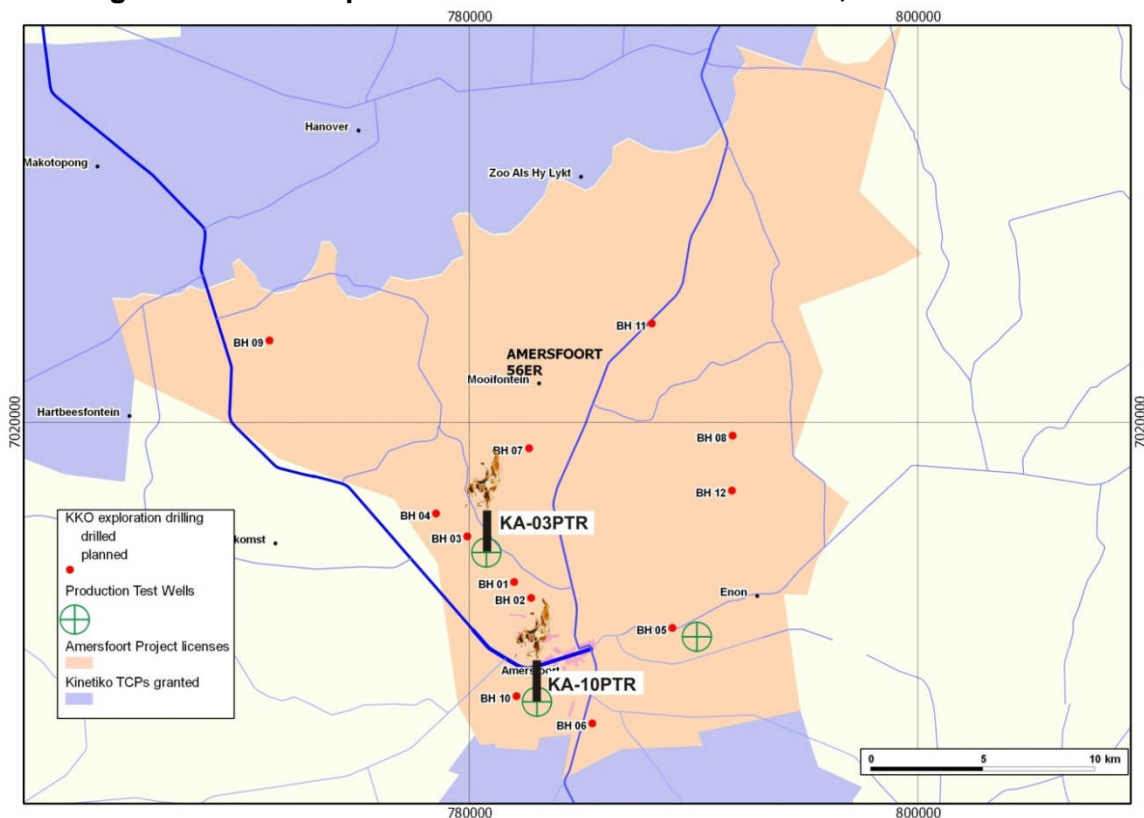 780000
800000
Hanover
Makotopong
Zoo Als Hy Lykt
BH 11
BH 09
AMERSFOORT
56ER
Mooifontein
Hartbeesfontein
7020000
7020000
BH 08
BH 07
BH 12
BH 04
KA-03PTR
BH 03
KKO exploration drilling
drilled
planned
Production Test Wells
Amersfoort Project licenses
Kinetiko TCPs granted
komst
BH 01
BH 02
Enon
BH 05
Amersfoort
KA-10PTR
BH 10
BH 06
0 5 10 km
780000
800000